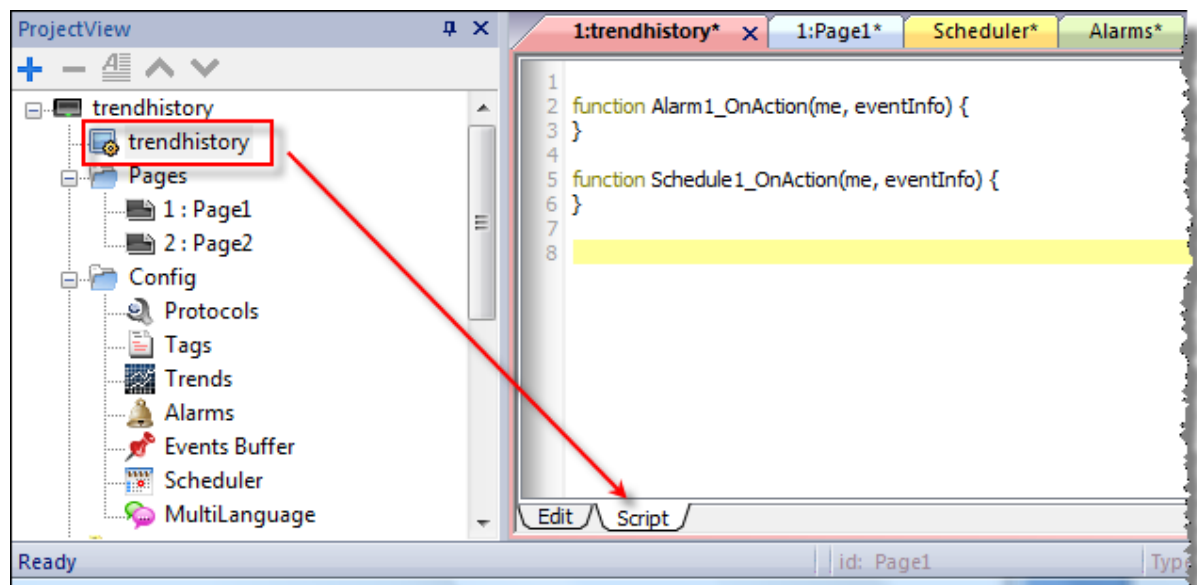 ProjectView
trendhistory
trendhistory
Pages
1 : Page1
2 : Page2
Config
Protocols
Tags
Trends
Alarms
Events Buffer
Scheduler
MultiLanguage
1:trendhistory* 1:Page1* Scheduler* Alarms*
1
2 function Alarm1_OnAction(me, eventInfo) {
3 }
4
5 function Schedule1_OnAction(me, eventInfo) {
6 }
7
8
Edit Script
Ready id: Page1 Type